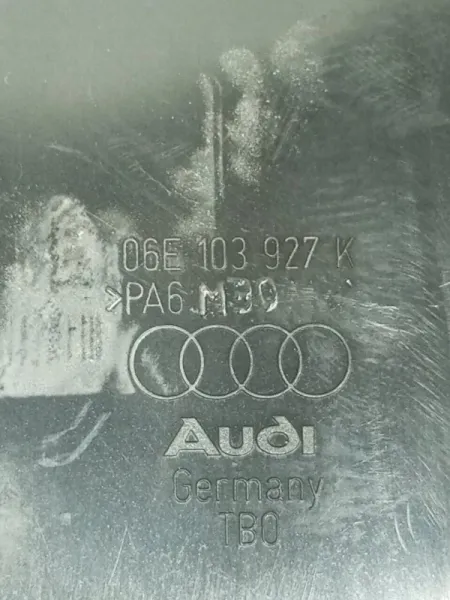 06E 103 927 K
>PA6 M30
Audi
Germany
TBO